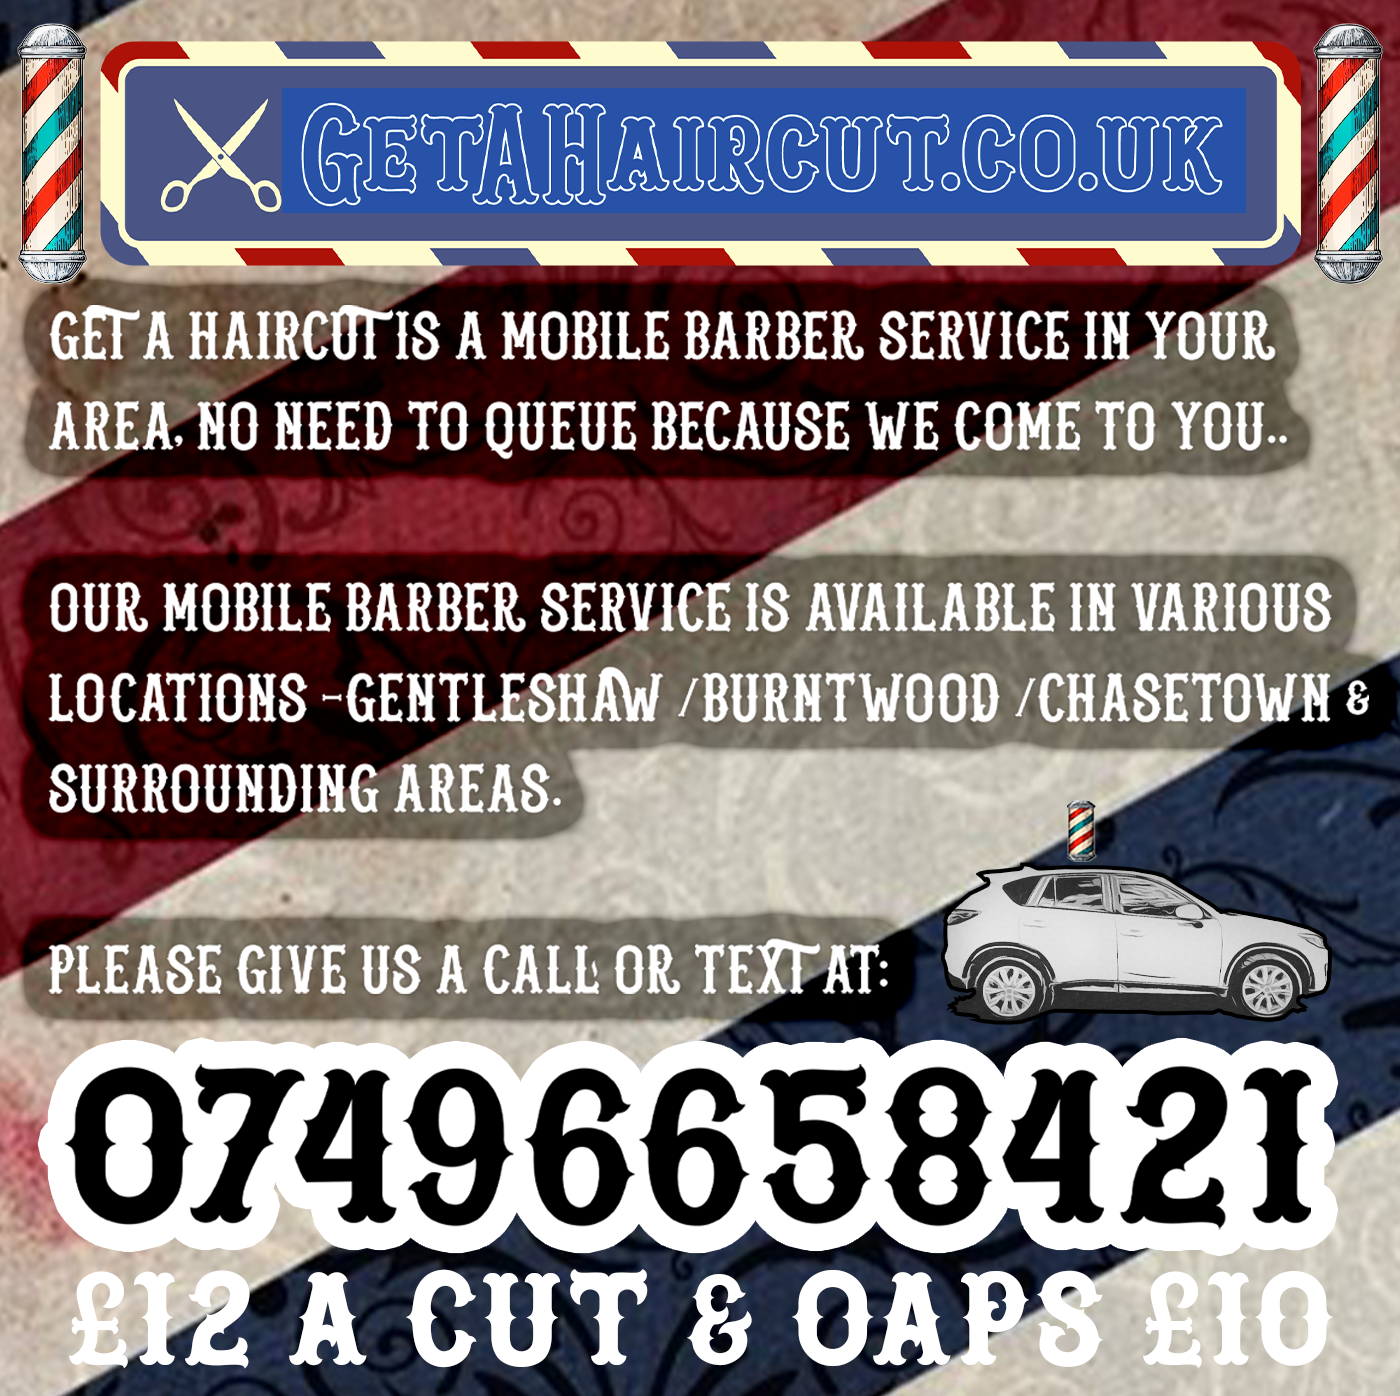 GetAHaircut.co.uk
GET A HAIRCUT IS A MOBILE BARBER SERVICE IN YOUR
AREA, NO NEED TO QUEUE BECAUSE WE COME TO YOU..
OUR MOBILE BARBER SERVICE IS AVAILABLE IN VARIOUS
LOCATIONS -GENTLESHAW /BURNTWOOD /CHASETOWN &
SURROUNDING AREAS.
PLEASE GIVE US A CALL OR TEXT AT:
07496658421
£12 A CUT & OAPS £10